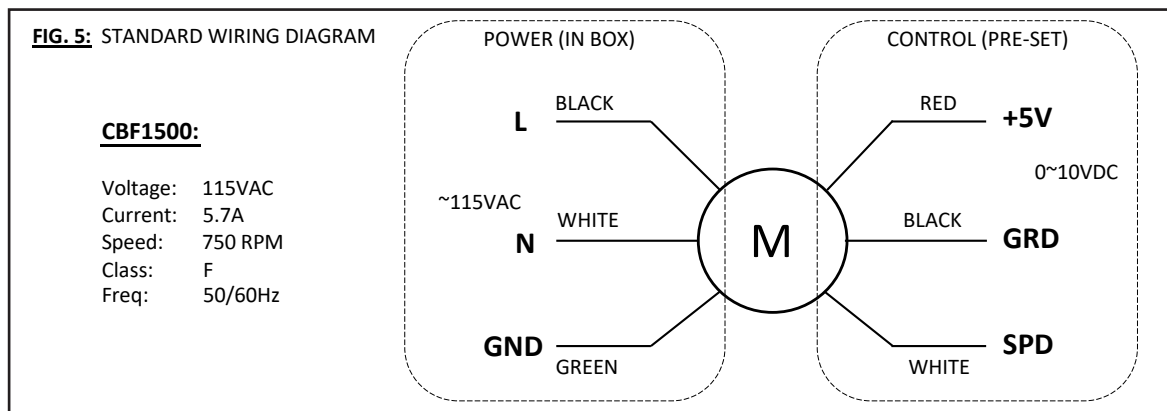 FIG. 5: STANDARD WIRING DIAGRAM
CBF1500:
Voltage: 115VAC
Current: 5.7A
Speed: 750 RPM
Class: F
Freq: 50/60Hz
POWER (IN BOX)
L
BLACK
~115VAC
N
WHITE
GND
GREEN
M
CONTROL (PRE-SET)
RED
+5V
0~10VDC
BLACK
GRD
WHITE
SPD